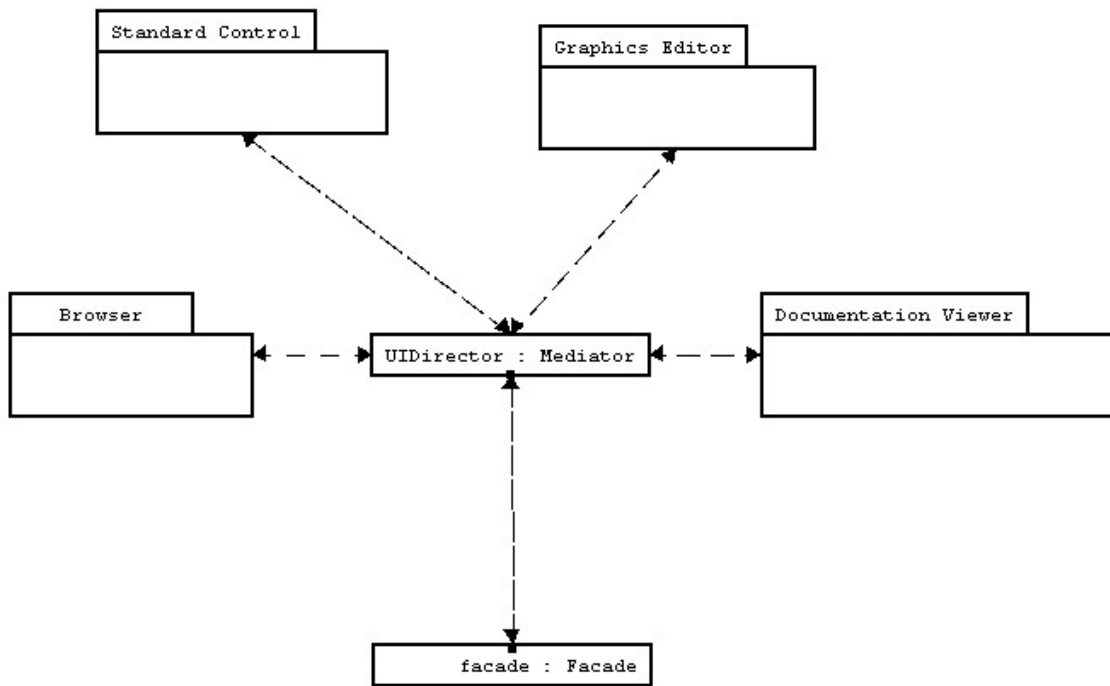 Standard Control
Graphics Editor
Browser
UIDirector : Mediator
Documentation Viewer
facade : Facade